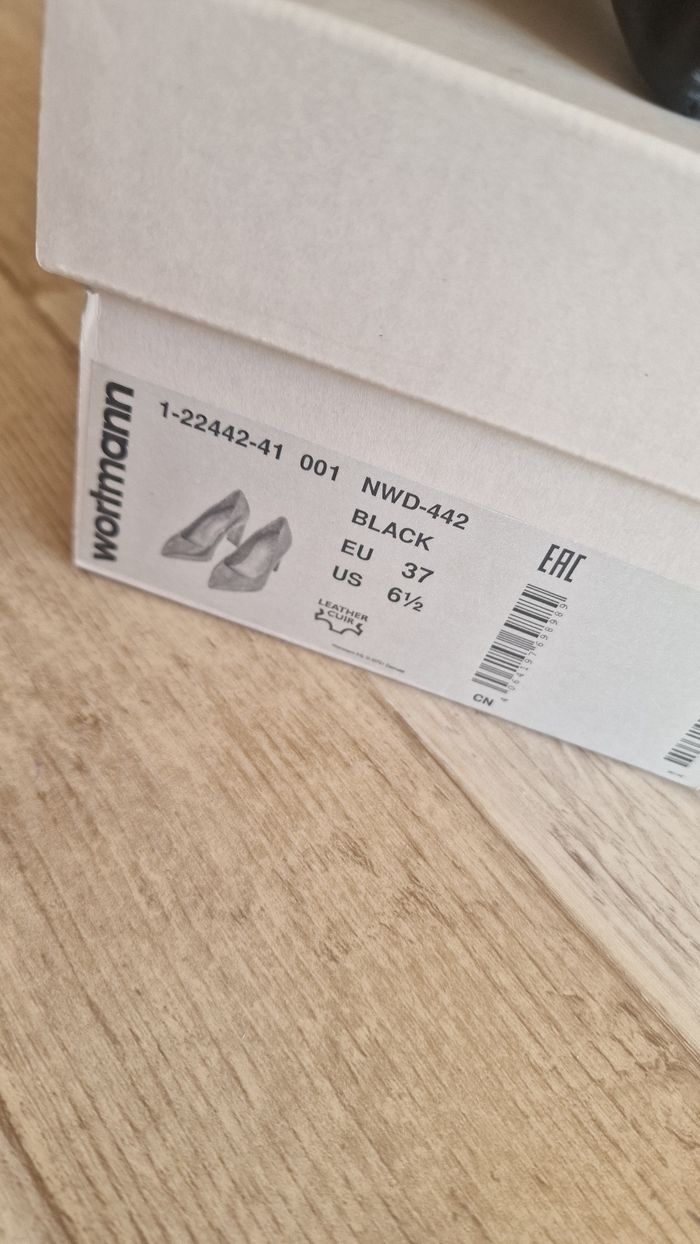 wortmann
1-22442-41 001 NWD-442
BLACK
EU 37
US 6½
LEATHER
CUIR
EAC
CN